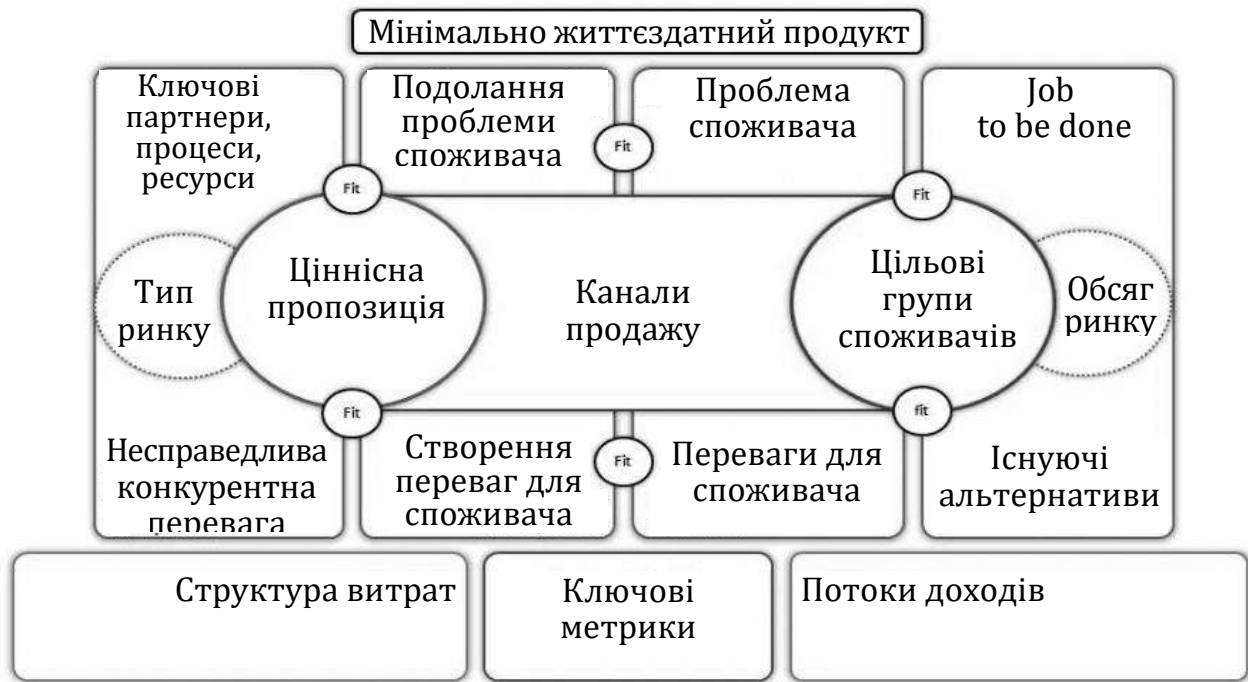 Мінімально життєздатний продукт
Ключові
партнери,
процеси,
ресурси
Подолання
проблеми
споживача
Fit
Проблема
споживача
Job
to be done
Fit
Fit
Тип
ринку
Ціннісна
пропозиція
Канали
продажу
Цільові
групи
споживачів
Обсяг
ринку
Fit
fit
Несправедлива
конкурентна
перевага
Створення
переваг для
споживача
Fit
Переваги для
споживача
Існуючі
альтернативи
Структура витрат
Ключові
метрики
Потоки доходів